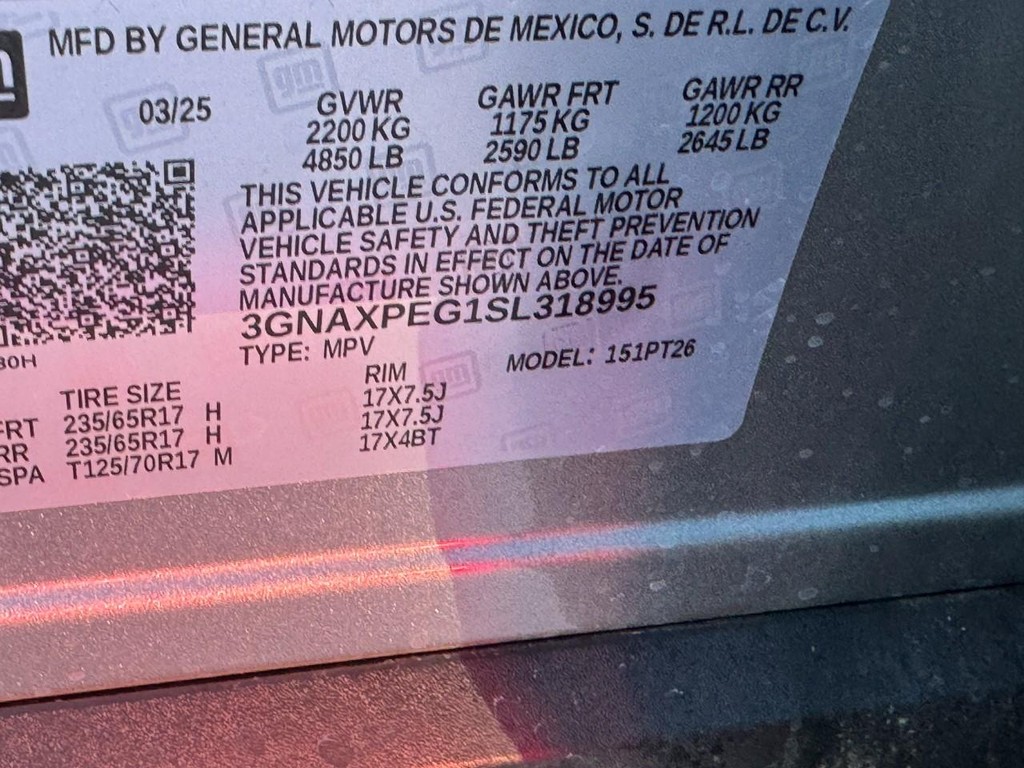 MFD BY GENERAL MOTORS DE MEXICO, S. DE R.L. DE C.V.
03/25 GVWR GAWR FRT GAWR RR
2200 KG 1175 KG 1200 KG
4850 LB 2590 LB 2645 LB
THIS VEHICLE CONFORMS TO ALL
APPLICABLE U.S. FEDERAL MOTOR
VEHICLE SAFETY AND THEFT PREVENTION
STANDARDS IN EFFECT ON THE DATE OF
MANUFACTURE SHOWN ABOVE.
3GNAXPEG1SL318995
TYPE: MPV MODEL: 151PT26
TIRE SIZE RIM
FRT 235/65R17 H 17X7.5J
RR 235/65R17 H 17X7.5J
SPA T125/70R17 M 17X4BT